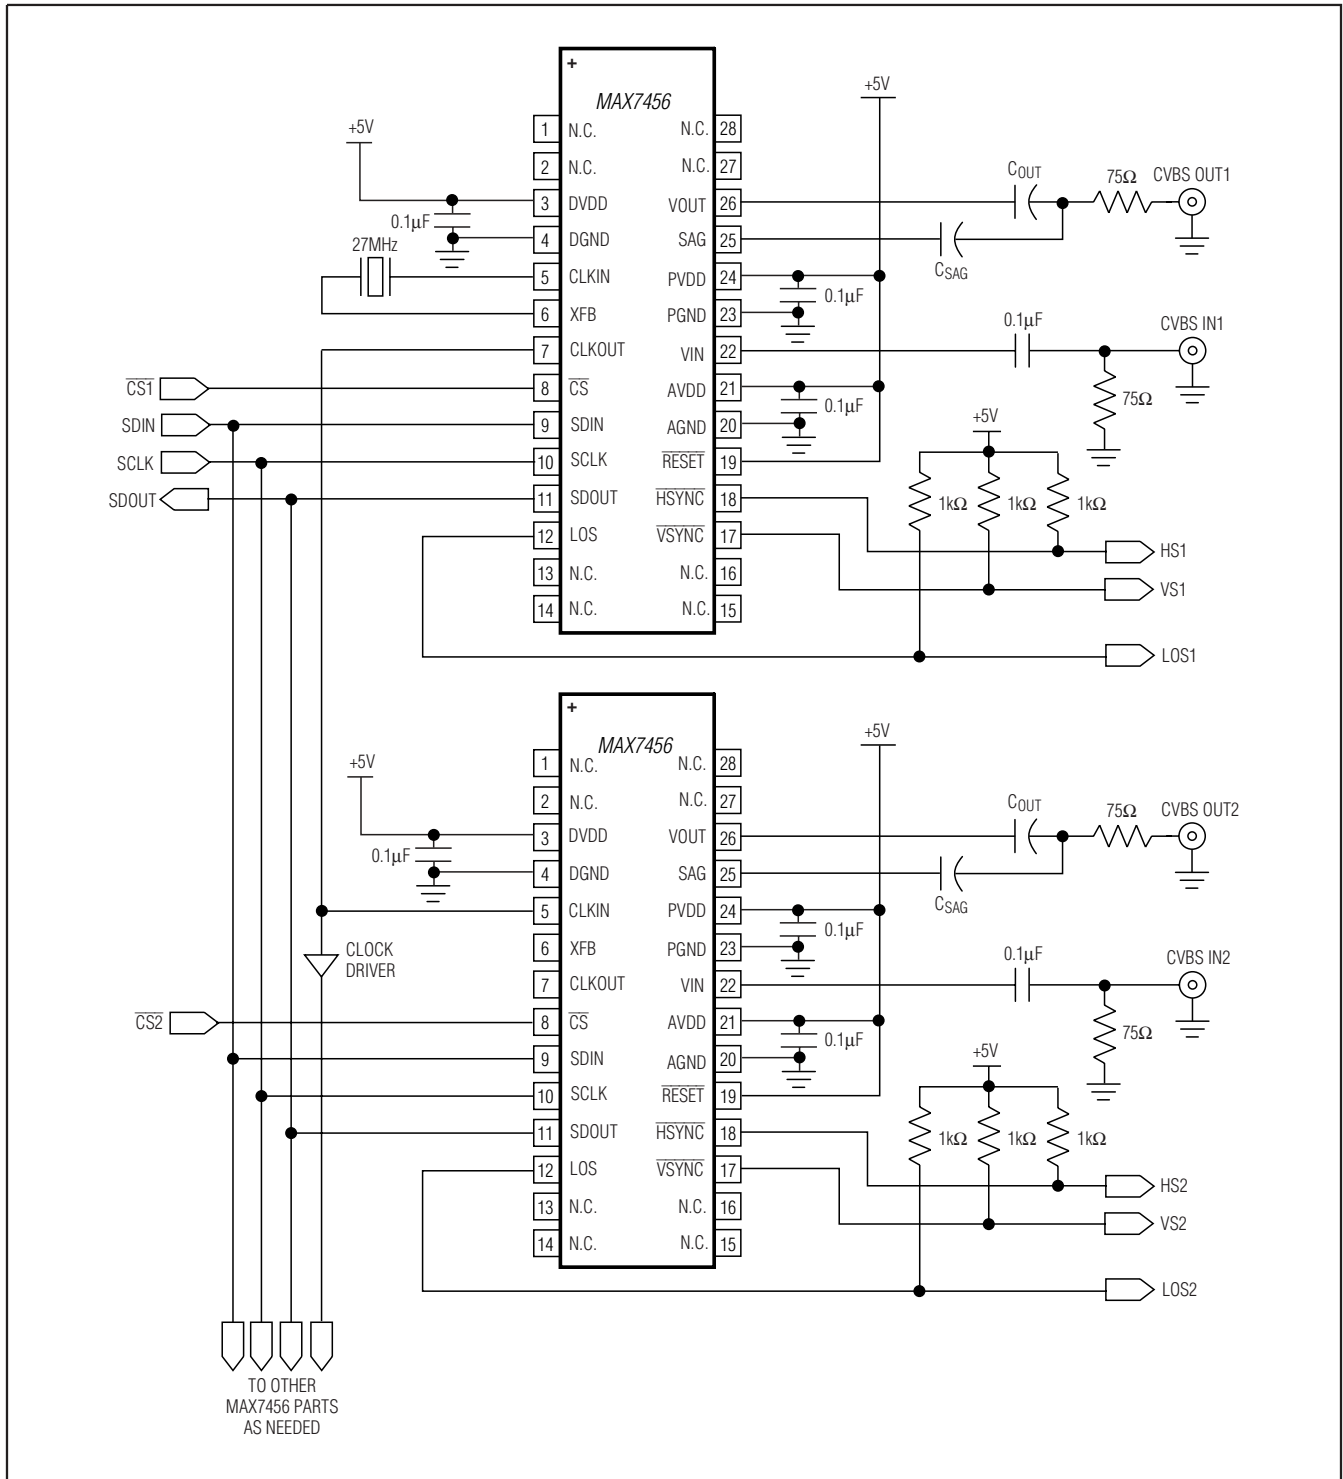 +
MAX7456
+5V
+5V
1 N.C. N.C. 28
2 N.C. N.C. 27
3 DVDD VOUT 26
4 DGND SAG 25
5 CLKIN PVDD 24
6 XFB PGND 23
7 CLKOUT VIN 22
8 CS AVDD 21
9 SDIN AGND 20
10 SCLK RESET 19
11 SDOUT HSYNC 18
12 LOS VSYNC 17
13 N.C. N.C. 16
14 N.C. N.C. 15
0.1µF
27MHz
CS1
SDIN
SCLK
SDOUT
COUT
75Ω
CVBS OUT1
CSAG
0.1µF
0.1µF
CVBS IN1
75Ω
0.1µF
+5V
1kΩ
1kΩ
1kΩ
HS1
VS1
LOS1
+
MAX7456
+5V
+5V
1 N.C. N.C. 28
2 N.C. N.C. 27
3 DVDD VOUT 26
4 DGND SAG 25
5 CLKIN PVDD 24
6 XFB PGND 23
7 CLKOUT VIN 22
8 CS AVDD 21
9 SDIN AGND 20
10 SCLK RESET 19
11 SDOUT HSYNC 18
12 LOS VSYNC 17
13 N.C. N.C. 16
14 N.C. N.C. 15
0.1µF
CLOCK
DRIVER
CS2
COUT
75Ω
CVBS OUT2
CSAG
0.1µF
0.1µF
CVBS IN2
75Ω
0.1µF
+5V
1kΩ
1kΩ
1kΩ
HS2
VS2
LOS2
TO OTHER
MAX7456 PARTS
AS NEEDED